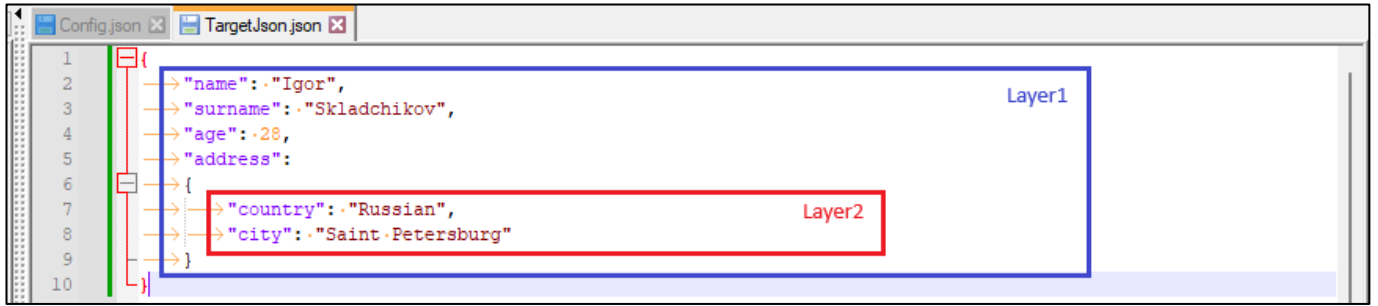 Config.json TargetJson.json
1 {
2 "name": "Igor",
Layer1
3 "surname": "Skladchikov",
4 "age": 28,
5 "address":
6 {
7 "country": "Russian",
Layer2
8 "city": "Saint Petersburg"
9 }
10 }